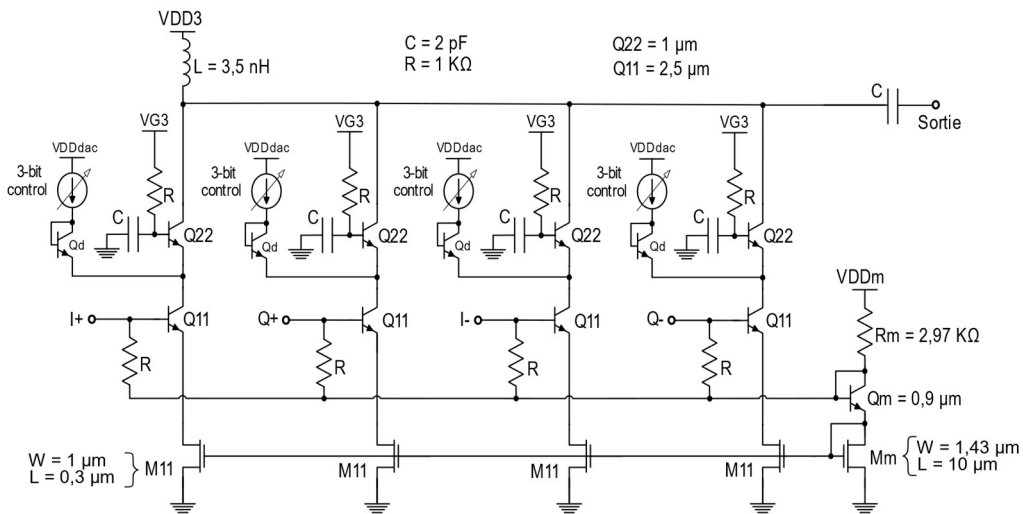 VDD3
L = 3,5 nH
C = 2 pF
R = 1 KΩ
Q22 = 1 µm
Q11 = 2,5 µm
C
Sortie
VG3
VG3
VG3
VG3
VDDdac
VDDdac
VDDdac
VDDdac
3-bit
control
3-bit
control
3-bit
control
3-bit
control
R
R
R
R
C
C
C
C
Qd
Qd
Qd
Qd
Q22
Q22
Q22
Q22
VDDm
I+
Q11
Q+
Q11
I-
Q11
Q-
Q11
Rm = 2,97 KΩ
R
R
R
R
Qm = 0,9 µm
W = 1 µm
L = 0,3 µm
M11
M11
M11
M11
Mm
W = 1,43 µm
L = 10 µm